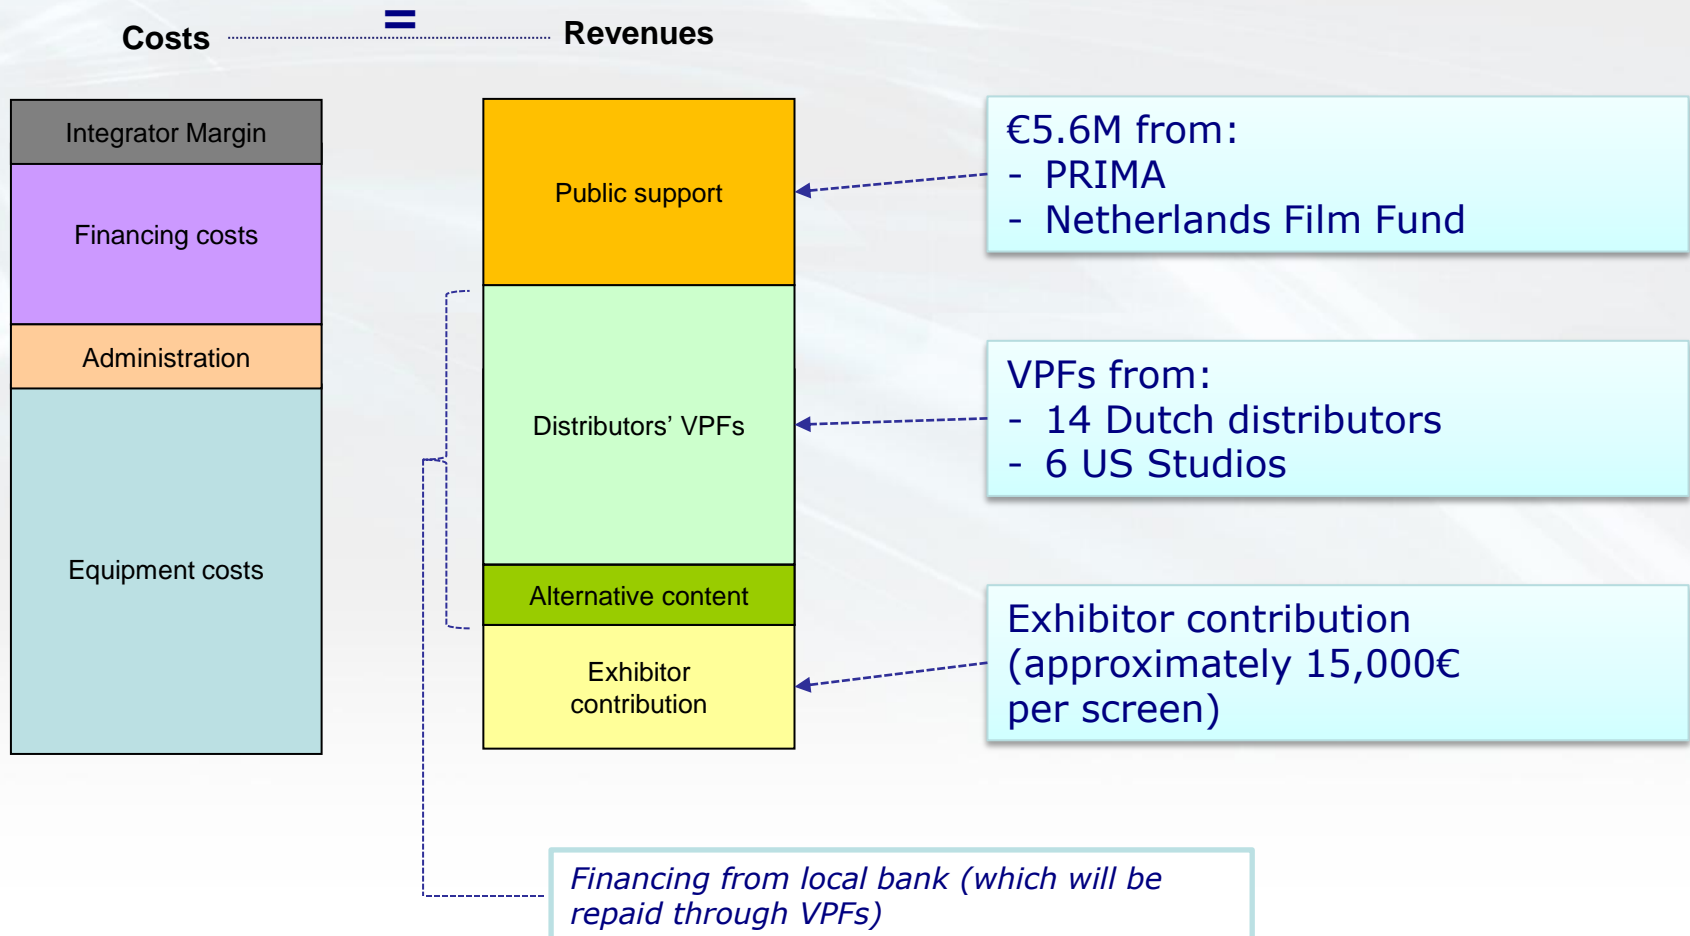 Costs = Revenues
Integrator Margin
Financing costs
Administration
Equipment costs
Public support
Distributors’ VPFs
Alternative content
Exhibitor
contribution
€5.6M from:
- PRIMA
- Netherlands Film Fund
VPFs from:
- 14 Dutch distributors
- 6 US Studios
Exhibitor contribution
(approximately 15,000€
per screen)
Financing from local bank (which will be
repaid through VPFs)